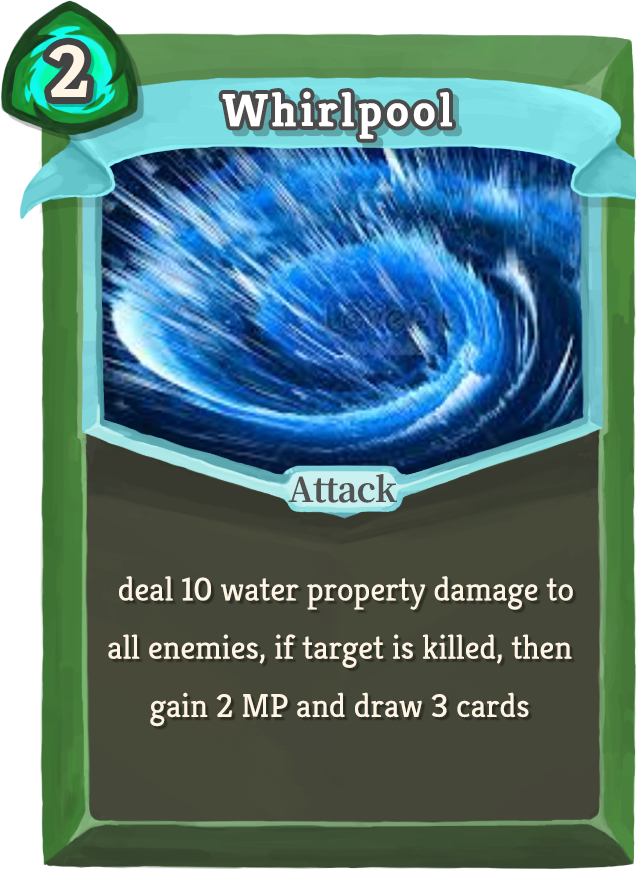 2
Whirlpool
Attack
deal 10 water property damage to
all enemies, if target is killed, then
gain 2 MP and draw 3 cards